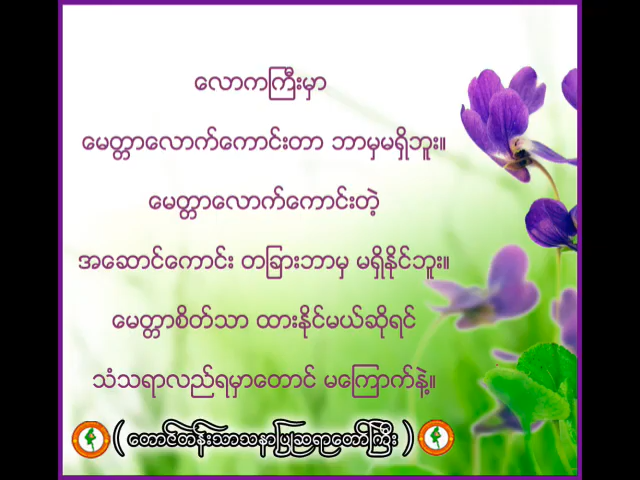 လောကကြီးမှာ
မေတ္တာလောက်ကောင်းတာ ဘာမှမရှိဘူး။
မေတ္တာလောက်ကောင်းတဲ့
အဆောင်ကောင်း တခြားဘာမှ မရှိနိုင်ဘူး။
မေတ္တာစိတ်သာ ထားနိုင်မယ်ဆိုရင်
သံသရာလည်ရမှာတောင် မကြောက်နဲ့။
( တောင်တန်းသာသနာပြုဆရာတော်ကြီး )